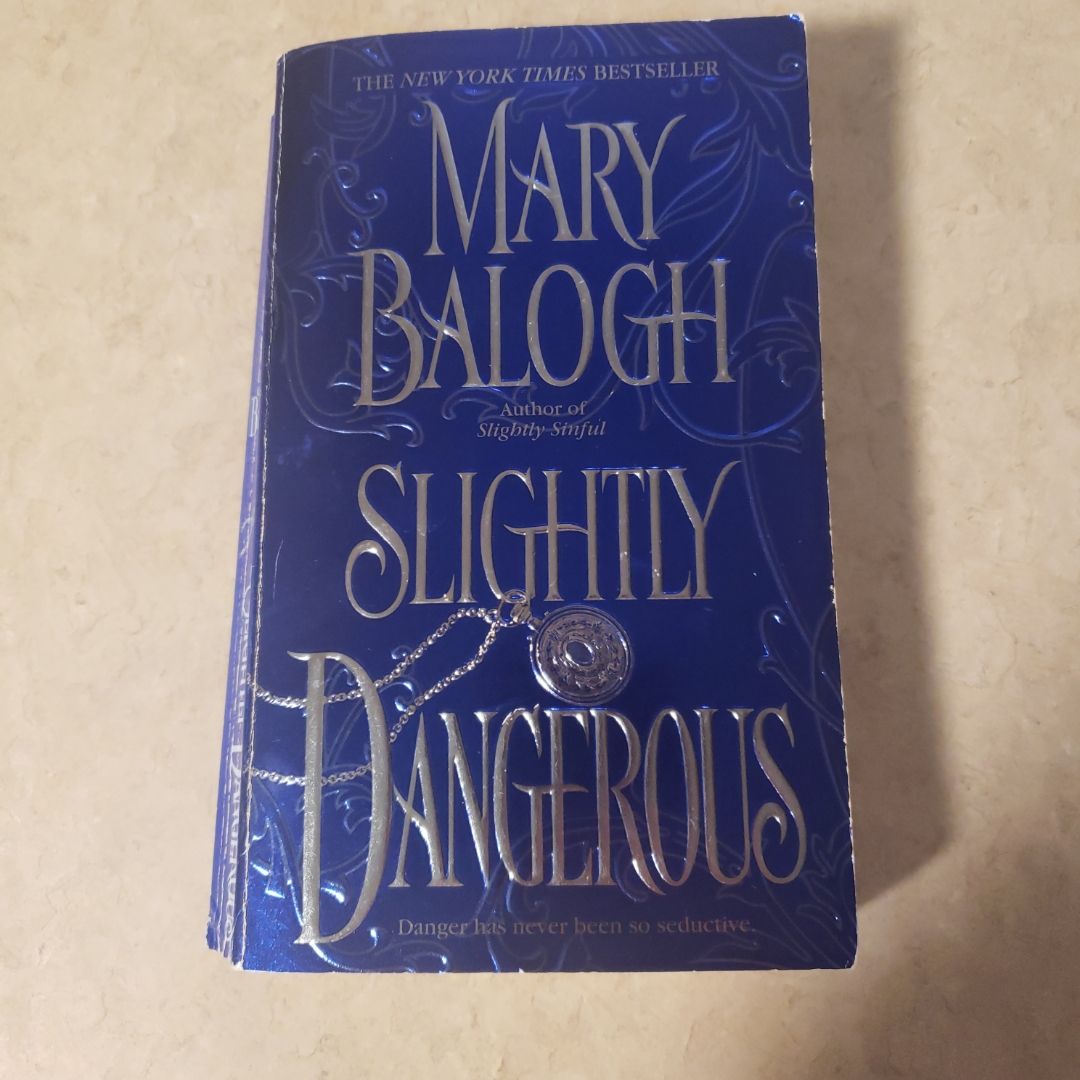 THE NEW YORK TIMES BESTSELLER
MARY
BALOGH
Author of
Slightly Sinful
SLIGHTLY
DANGEROUS
Danger has never been so seductive.